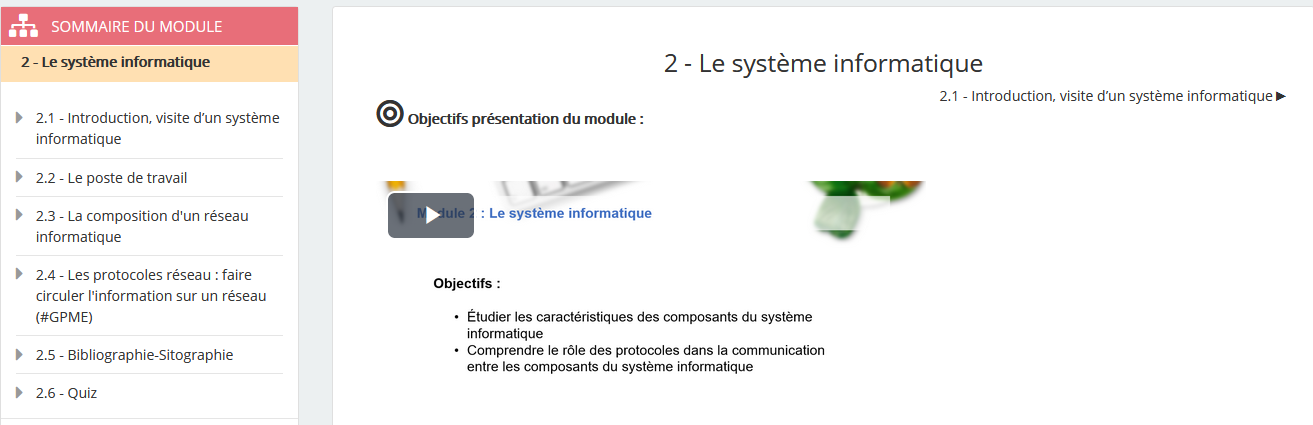 SOMMAIRE DU MODULE
2 - Le système informatique
2.1 - Introduction, visite d’un système
informatique
2.2 - Le poste de travail
2.3 - La composition d'un réseau
informatique
2.4 - Les protocoles réseau : faire
circuler l'information sur un réseau
(#GPME)
2.5 - Bibliographie-Sitographie
2.6 - Quiz
2 - Le système informatique
2.1 - Introduction, visite d’un système informatique ►
Objectifs présentation du module :
Module 2 : Le système informatique
Objectifs :
• Étudier les caractéristiques des composants du système
informatique
• Comprendre le rôle des protocoles dans la communication
entre les composants du système informatique